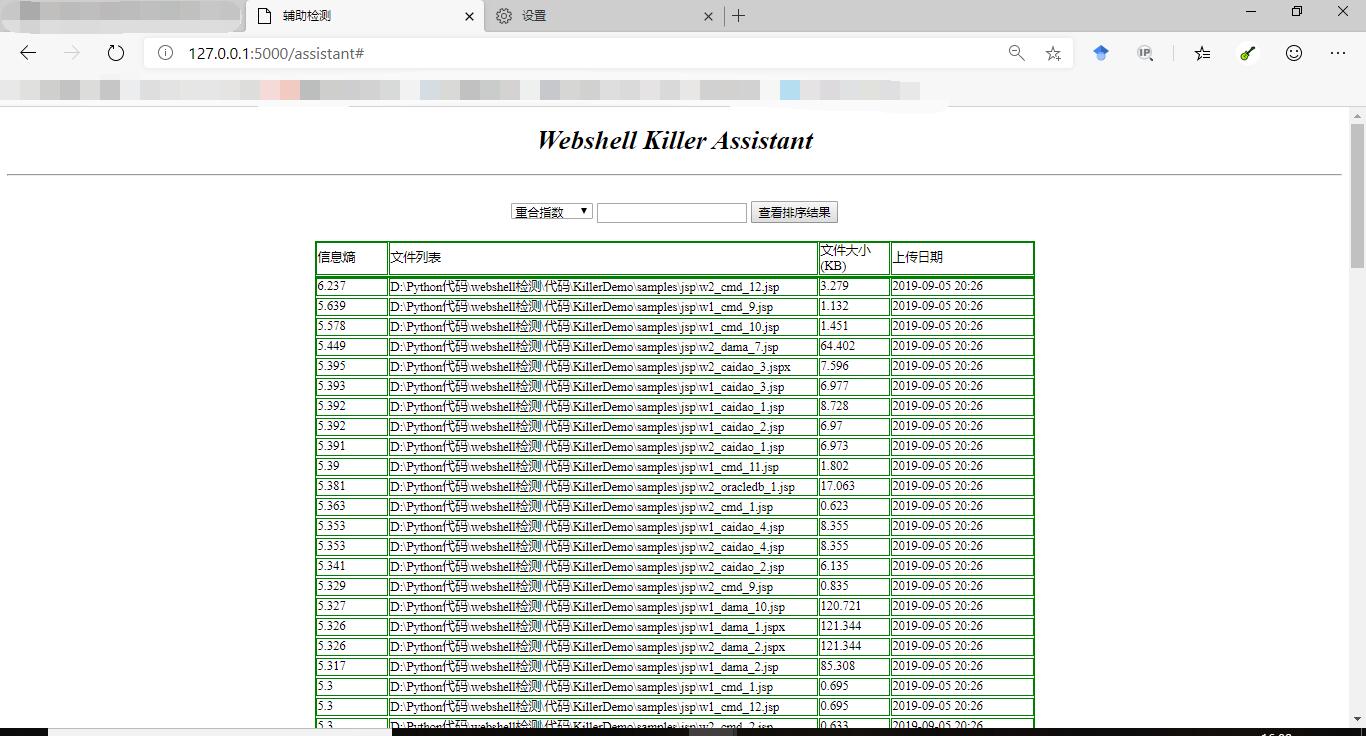 辅助检测
设置
127.0.0.1:5000/assistant#
IP
Webshell Killer Assistant
重合指数 查看排序结果
信息熵 文件列表 文件大小(KB) 上传日期
6.237 D:\Python代码\webshell检测\代码\KillerDemo\samples\jsp\w2_cmd_12.jsp 3.279 2019-09-05 20:26
5.639 D:\Python代码\webshell检测\代码\KillerDemo\samples\jsp\w1_cmd_9.jsp 1.132 2019-09-05 20:26
5.578 D:\Python代码\webshell检测\代码\KillerDemo\samples\jsp\w1_cmd_10.jsp 1.451 2019-09-05 20:26
5.449 D:\Python代码\webshell检测\代码\KillerDemo\samples\jsp\w2_dama_7.jsp 64.402 2019-09-05 20:26
5.395 D:\Python代码\webshell检测\代码\KillerDemo\samples\jsp\w2_caidao_3.jspx 7.596 2019-09-05 20:26
5.393 D:\Python代码\webshell检测\代码\KillerDemo\samples\jsp\w1_caidao_3.jsp 6.977 2019-09-05 20:26
5.392 D:\Python代码\webshell检测\代码\KillerDemo\samples\jsp\w1_caidao_1.jsp 8.728 2019-09-05 20:26
5.392 D:\Python代码\webshell检测\代码\KillerDemo\samples\jsp\w1_caidao_2.jsp 6.97 2019-09-05 20:26
5.391 D:\Python代码\webshell检测\代码\KillerDemo\samples\jsp\w2_caidao_1.jsp 6.973 2019-09-05 20:26
5.39 D:\Python代码\webshell检测\代码\KillerDemo\samples\jsp\w1_cmd_11.jsp 1.802 2019-09-05 20:26
5.381 D:\Python代码\webshell检测\代码\KillerDemo\samples\jsp\w2_oracledb_1.jsp 17.063 2019-09-05 20:26
5.363 D:\Python代码\webshell检测\代码\KillerDemo\samples\jsp\w2_cmd_1.jsp 0.623 2019-09-05 20:26
5.353 D:\Python代码\webshell检测\代码\KillerDemo\samples\jsp\w1_caidao_4.jsp 8.355 2019-09-05 20:26
5.353 D:\Python代码\webshell检测\代码\KillerDemo\samples\jsp\w2_caidao_4.jsp 8.355 2019-09-05 20:26
5.341 D:\Python代码\webshell检测\代码\KillerDemo\samples\jsp\w2_caidao_2.jsp 6.135 2019-09-05 20:26
5.329 D:\Python代码\webshell检测\代码\KillerDemo\samples\jsp\w2_cmd_9.jsp 0.835 2019-09-05 20:26
5.327 D:\Python代码\webshell检测\代码\KillerDemo\samples\jsp\w1_dama_10.jsp 120.721 2019-09-05 20:26
5.326 D:\Python代码\webshell检测\代码\KillerDemo\samples\jsp\w1_dama_1.jspx 121.344 2019-09-05 20:26
5.326 D:\Python代码\webshell检测\代码\KillerDemo\samples\jsp\w2_dama_2.jspx 121.344 2019-09-05 20:26
5.317 D:\Python代码\webshell检测\代码\KillerDemo\samples\jsp\w1_dama_2.jsp 85.308 2019-09-05 20:26
5.3 D:\Python代码\webshell检测\代码\KillerDemo\samples\jsp\w1_cmd_1.jsp 0.695 2019-09-05 20:26
5.3 D:\Python代码\webshell检测\代码\KillerDemo\samples\jsp\w1_cmd_12.jsp 0.695 2019-09-05 20:26
5.3 D:\Python代码\webshell检测\代码\KillerDemo\samples\jsp\w2_cmd_2.jsp 0.633 2019-09-05 20:26